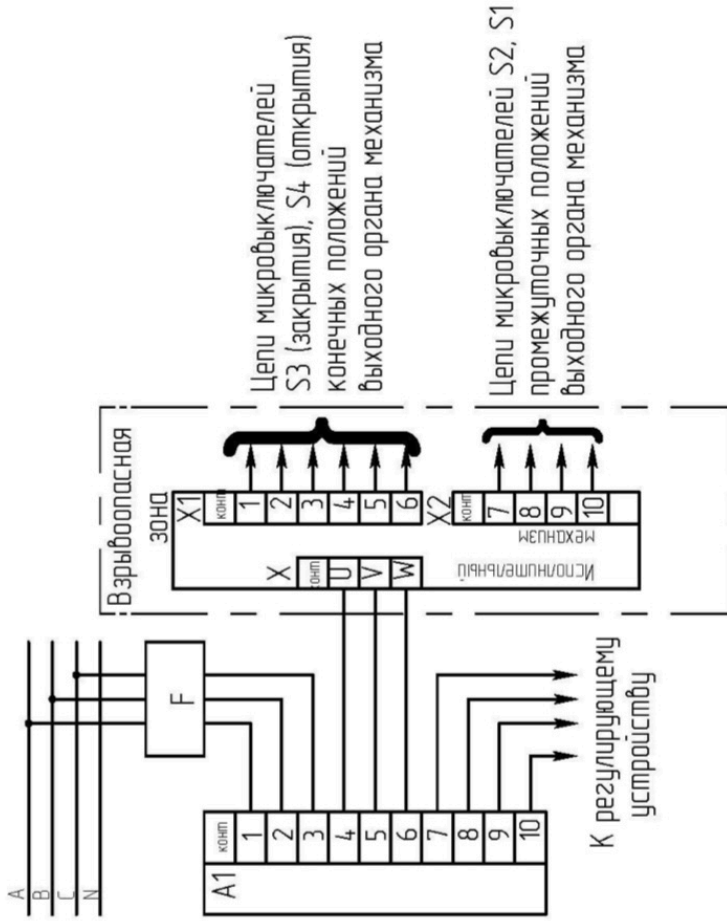 A
B
C
N
F
А1
конт
1
2
3
4
5
6
7
8
9
10
К регулирующему
устройству
Взрывоопасная
зона
X
конт
U
V
W
Исполнительный
механизм
X1
конт
1
2
3
4
5
6
X2
конт
7
8
9
10
Цепи микровыключателей
S3 (закрытия), S4 (открытия)
конечных положений
выходного органа механизма
Цепи микровыключателей S2, S1
промежуточных положений
выходного органа механизма